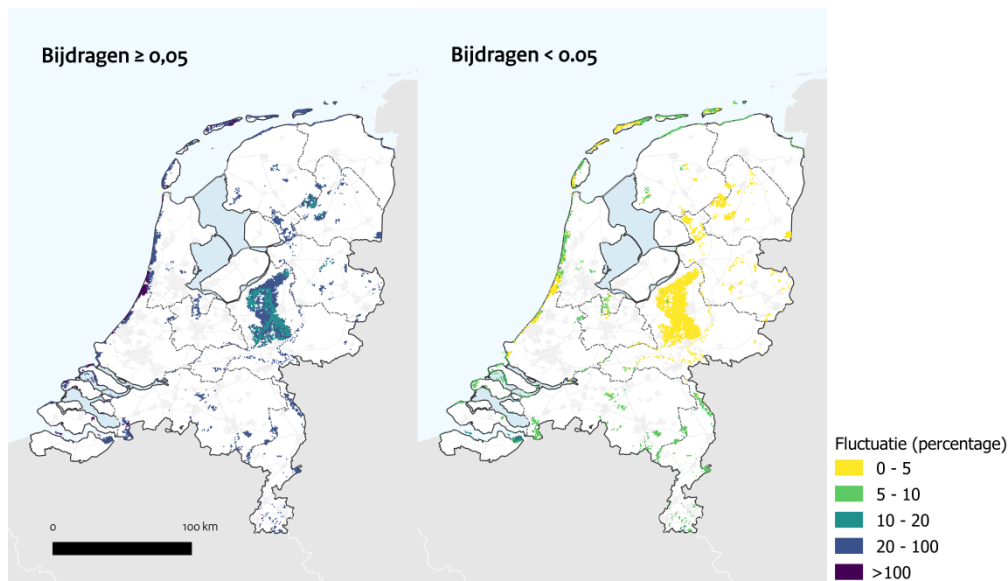 Bijdragen ≥ 0,05
Bijdragen < 0.05
0
100 km
Fluctuatie (percentage)
0 - 5
5 - 10
10 - 20
20 - 100
>100